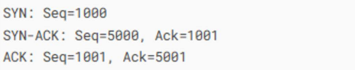 SYN: Seq=1000
SYN-ACK: Seq=5000, Ack=1001
ACK: Seq=1001, Ack=5001